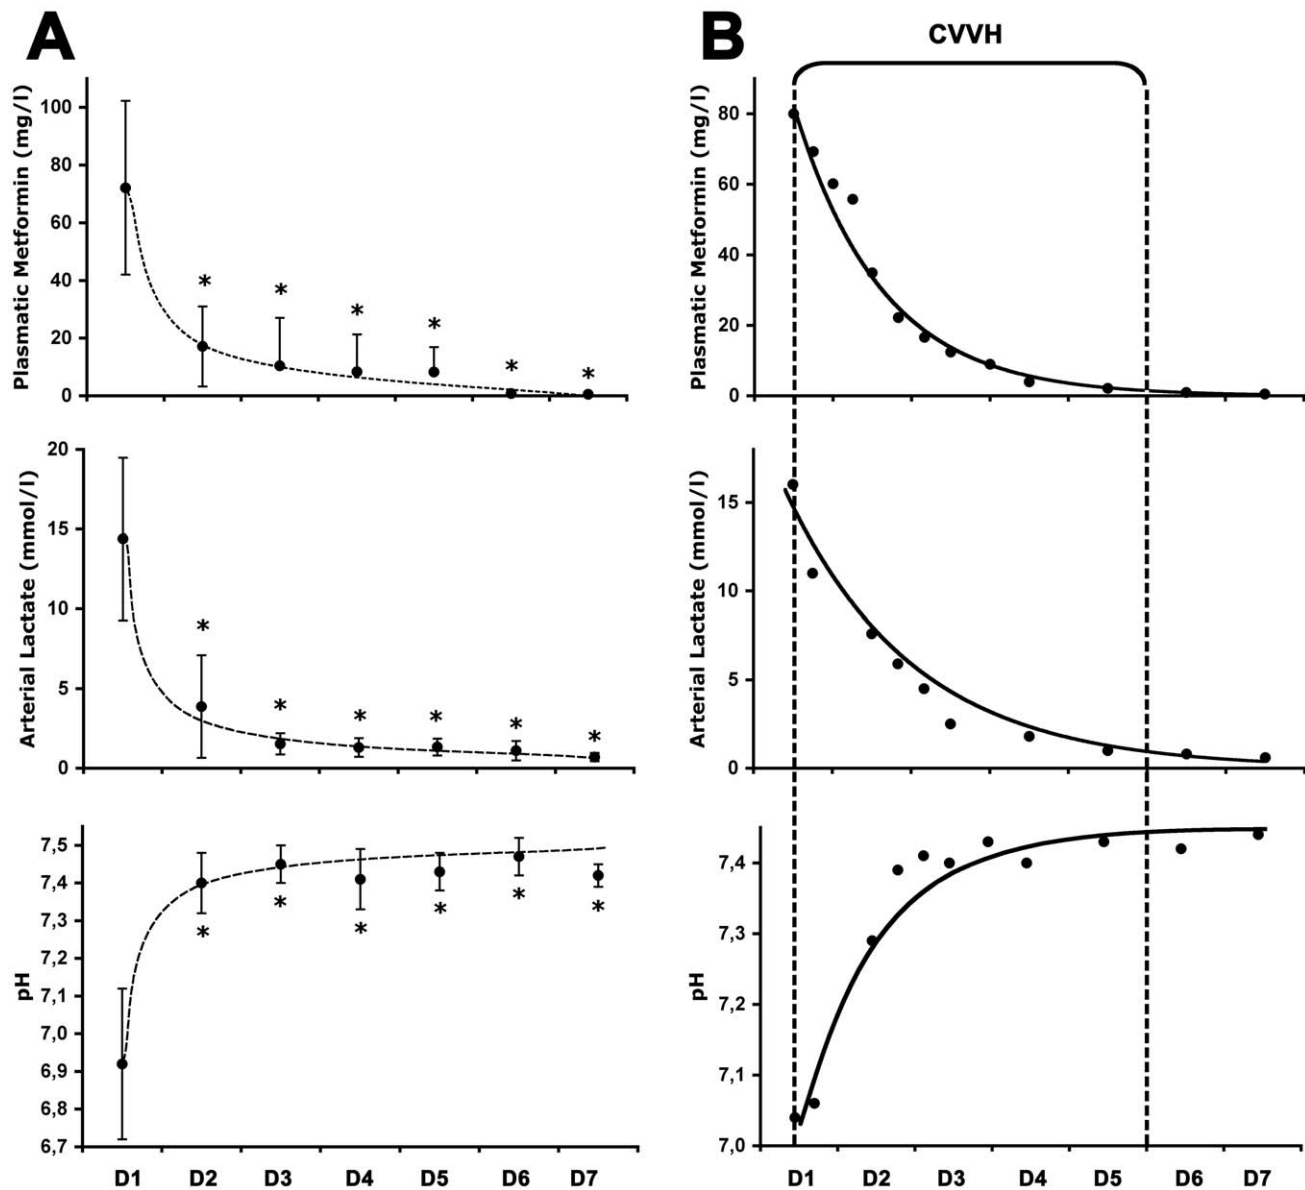 A
B
CVVH
Plasmatic Metformin (mg/l)
100
80
60
40
20
0
* * * * * *
Plasmatic Metformin (mg/l)
80
60
40
20
0
Arterial Lactate (mmol/l)
20
15
10
5
0
* * * * * *
Arterial Lactate (mmol/l)
15
10
5
0
pH
7,5
7,4
7,3
7,2
7,1
7,0
6,9
6,8
6,7
* * * * * *
D1 D2 D3 D4 D5 D6 D7
pH
7,4
7,3
7,2
7,1
7,0
D1 D2 D3 D4 D5 D6 D7